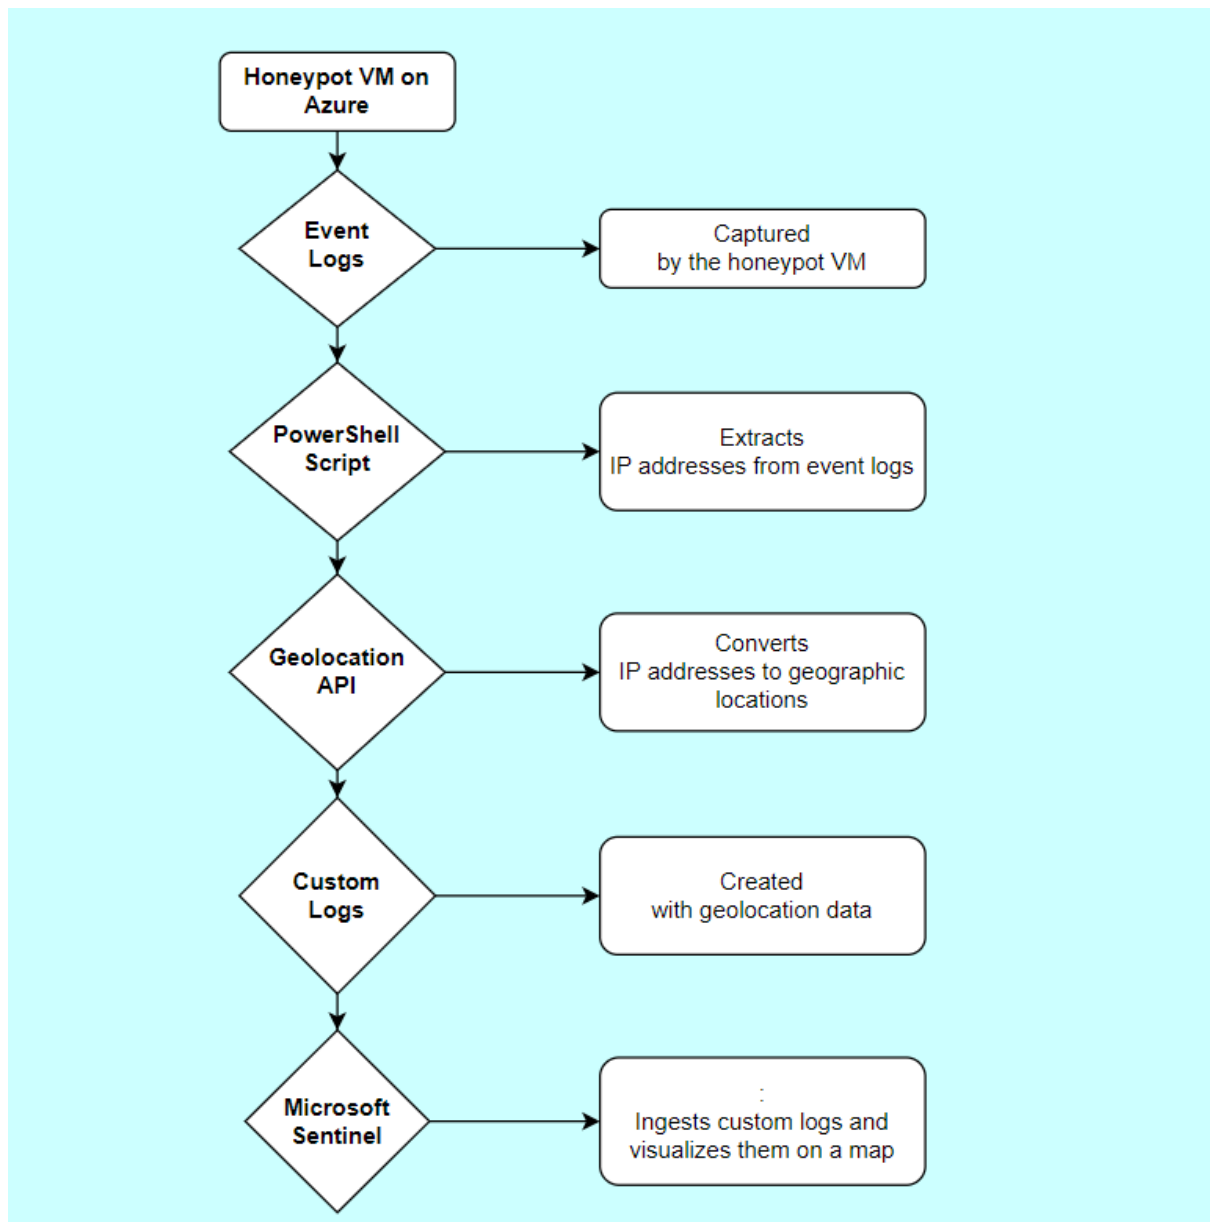 Honeypot VM on
Azure
Event
Logs
Captured
by the honeypot VM
PowerShell
Script
Extracts
IP addresses from event logs
Geolocation
API
Converts
IP addresses to geographic
locations
Custom
Logs
Created
with geolocation data
Microsoft
Sentinel
:
Ingests custom logs and
visualizes them on a map